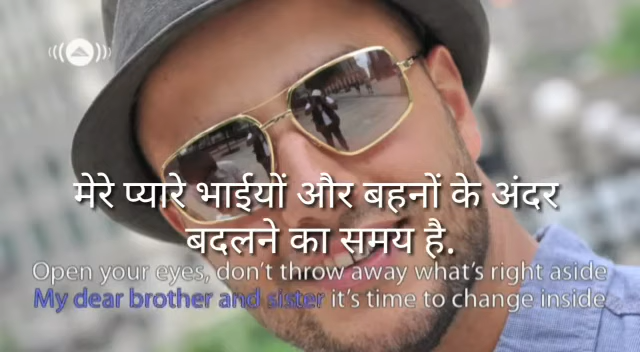 मेरे प्यारे भाईयों और बहनों के अंदर
बदलने का समय है.
Open your eyes, don't throw away what's right aside
My dear brother and sister it's time to change inside